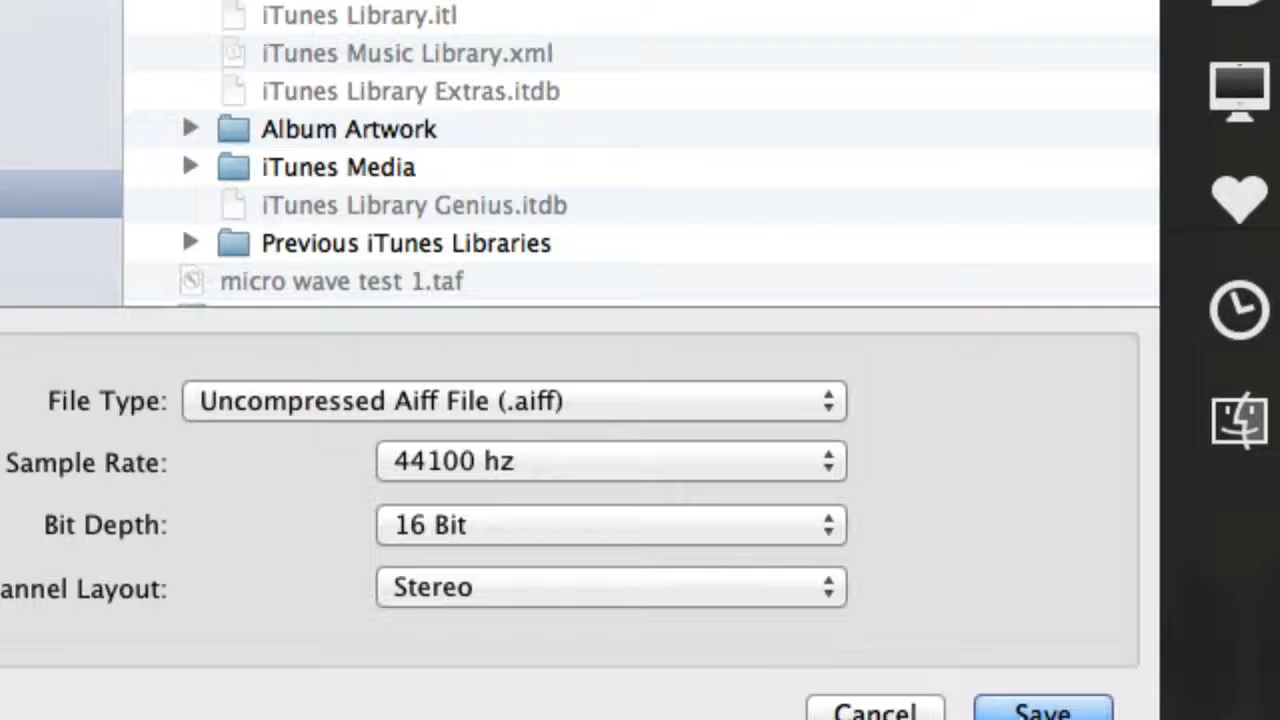 iTunes Library.itl
iTunes Music Library.xml
iTunes Library Extras.itdb
Album Artwork
iTunes Media
iTunes Library Genius.itdb
Previous iTunes Libraries
micro wave test 1.taf
File Type: Uncompressed Aiff File (.aiff)
Sample Rate: 44100 hz
Bit Depth: 16 Bit
annel Layout: Stereo
Cancel Save